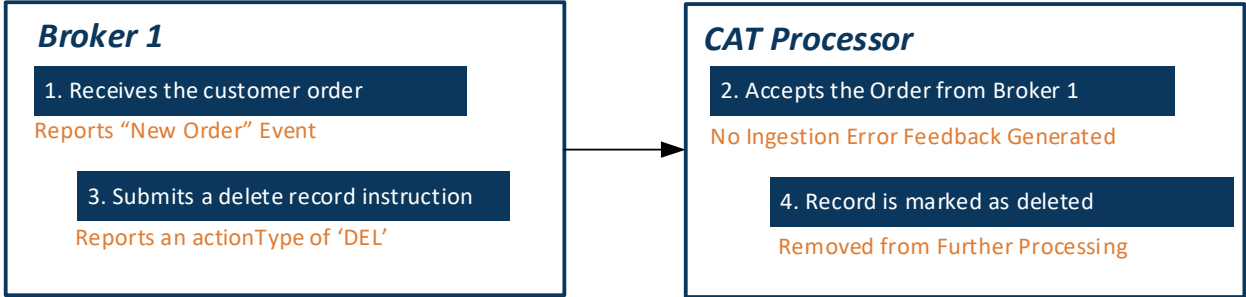 Broker 1
1. Receives the customer order
Reports “New Order” Event
3. Submits a delete record instruction
Reports an actionType of ‘DEL’
CAT Processor
2. Accepts the Order from Broker 1
No Ingestion Error Feedback Generated
4. Record is marked as deleted
Removed from Further Processing